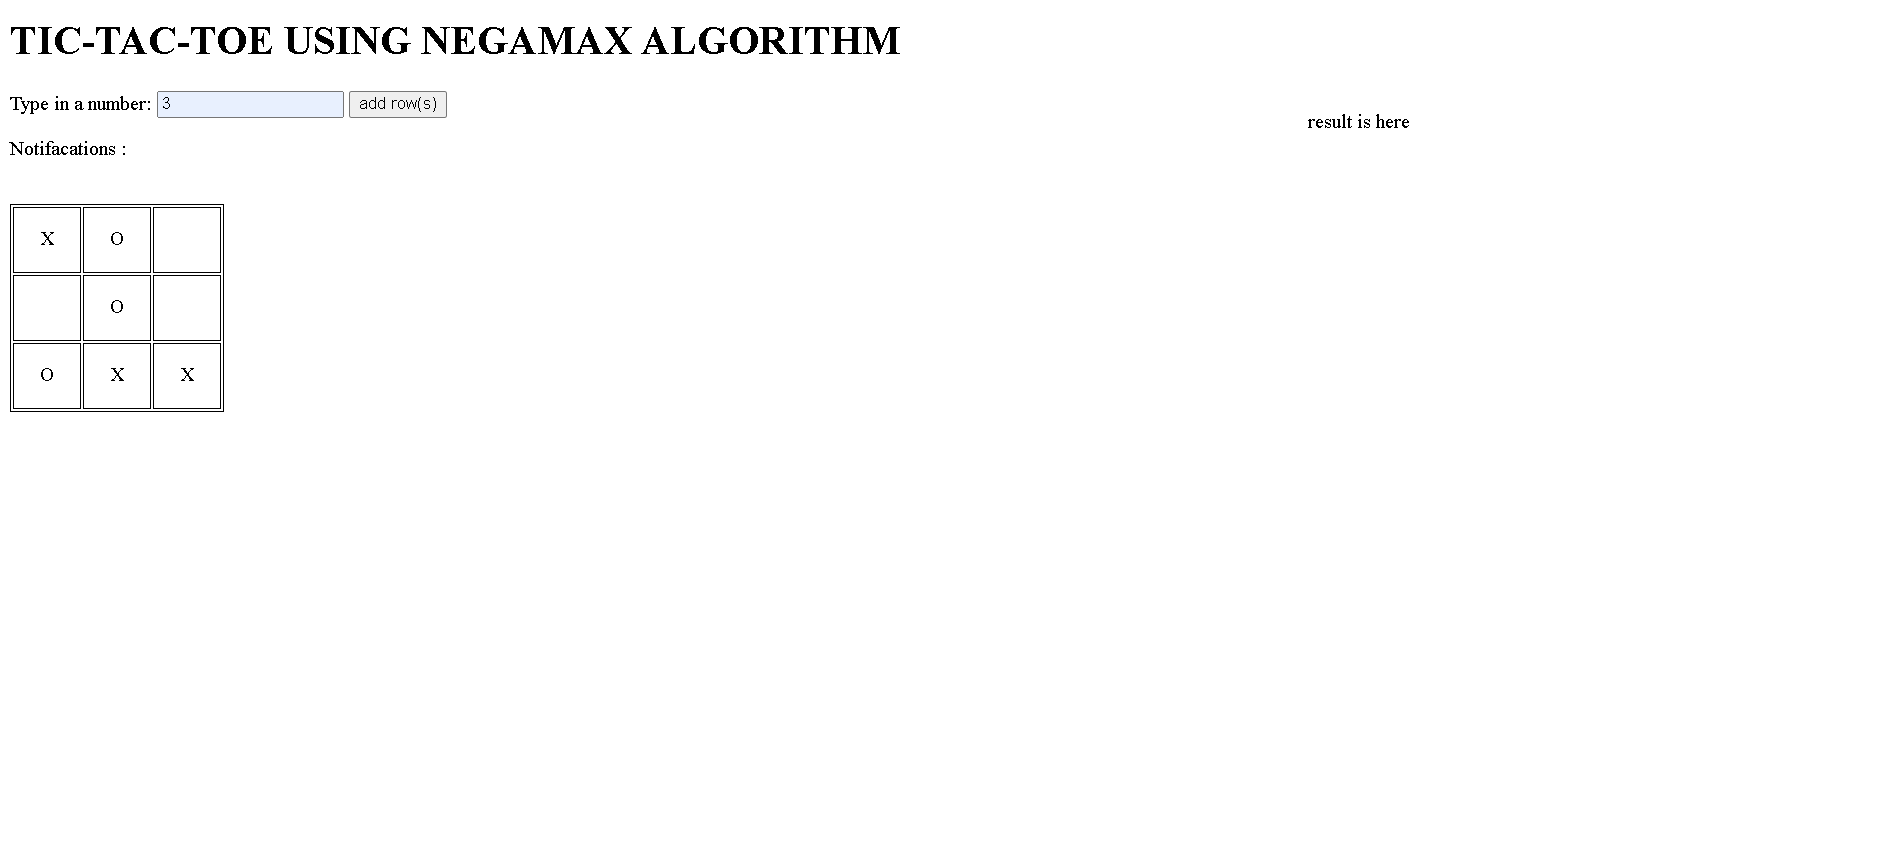 TIC-TAC-TOE USING NEGAMAX ALGORITHM
Type in a number: 3 add row(s)
result is here
Notifacations :
X O
O
O X X